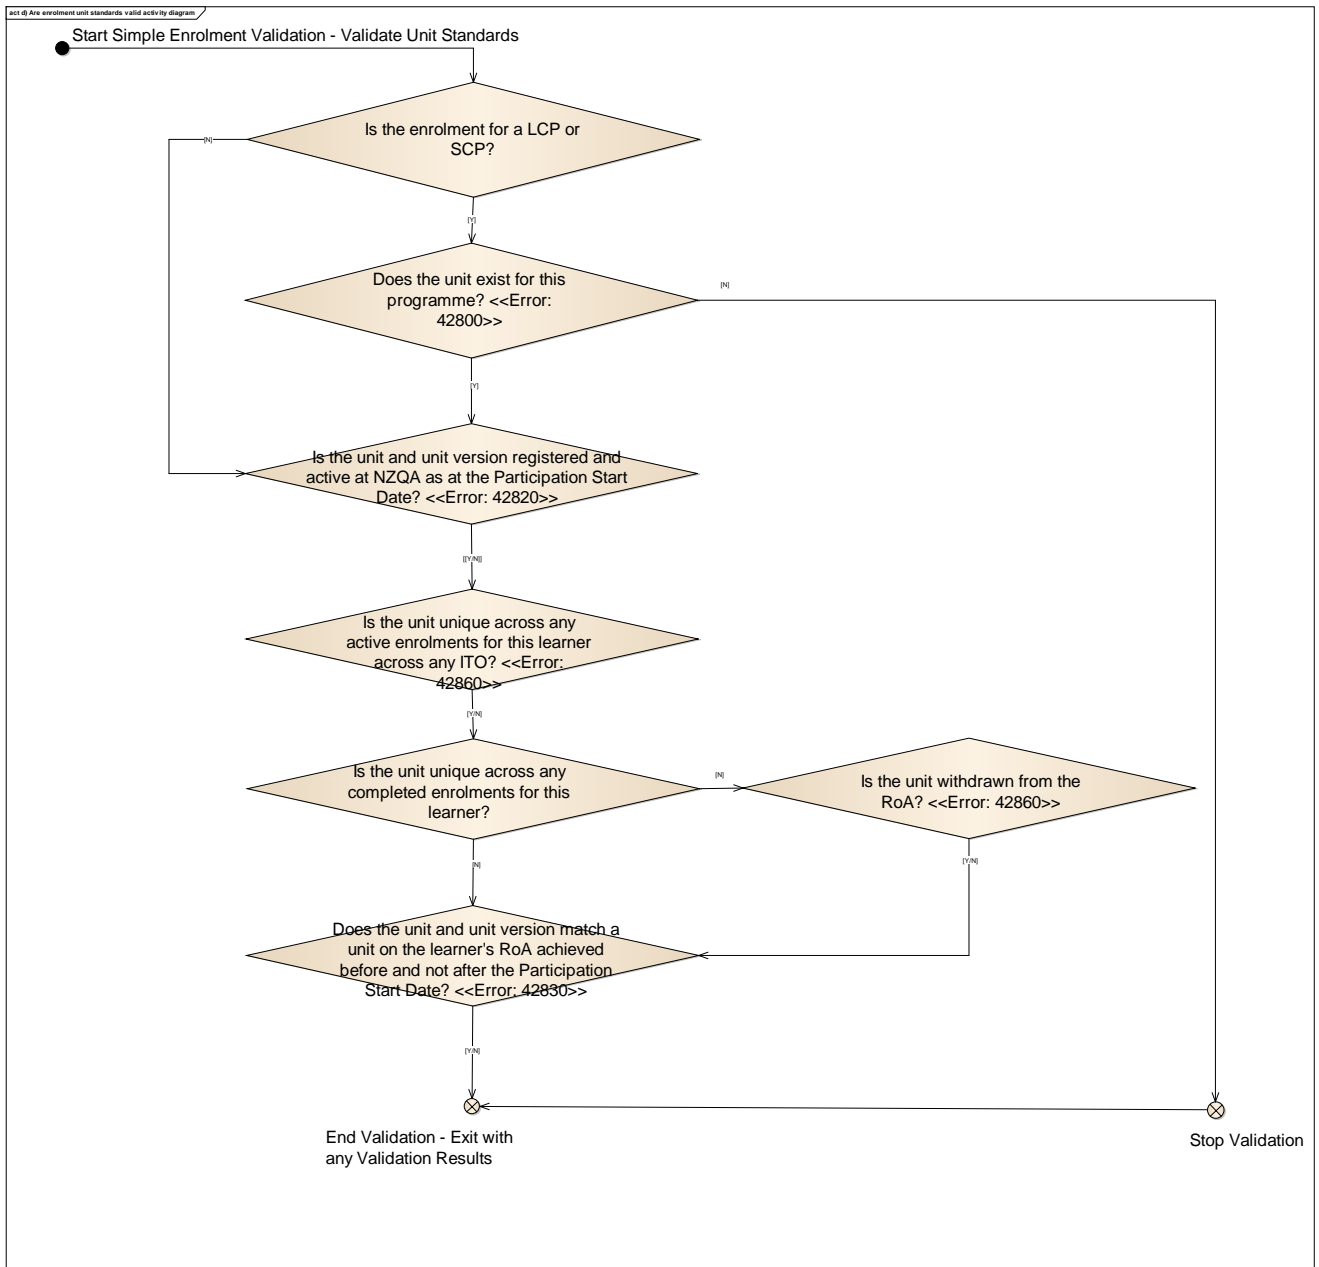 act d) Are enrolment unit standards valid activity diagram
Start Simple Enrolment Validation - Validate Unit Standards
Is the enrolment for a LCP or
SCP?
[N]
[Y]
Does the unit exist for this
programme? <<Error:
42800>>
[N]
[Y]
Is the unit and unit version registered and
active at NZQA as at the Participation Start
Date? <<Error: 42820>>
[[Y/N]]
Is the unit unique across any
active enrolments for this learner
across any ITO? <<Error:
42860>>
[Y/N]
Is the unit unique across any
completed enrolments for this
learner?
[N]
Is the unit withdrawn from the
RoA? <<Error: 42860>>
[Y/N]
[N]
Does the unit and unit version match a
unit on the learner's RoA achieved
before and not after the Participation
Start Date? <<Error: 42830>>
[Y/N]
End Validation - Exit with
any Validation Results
Stop Validation